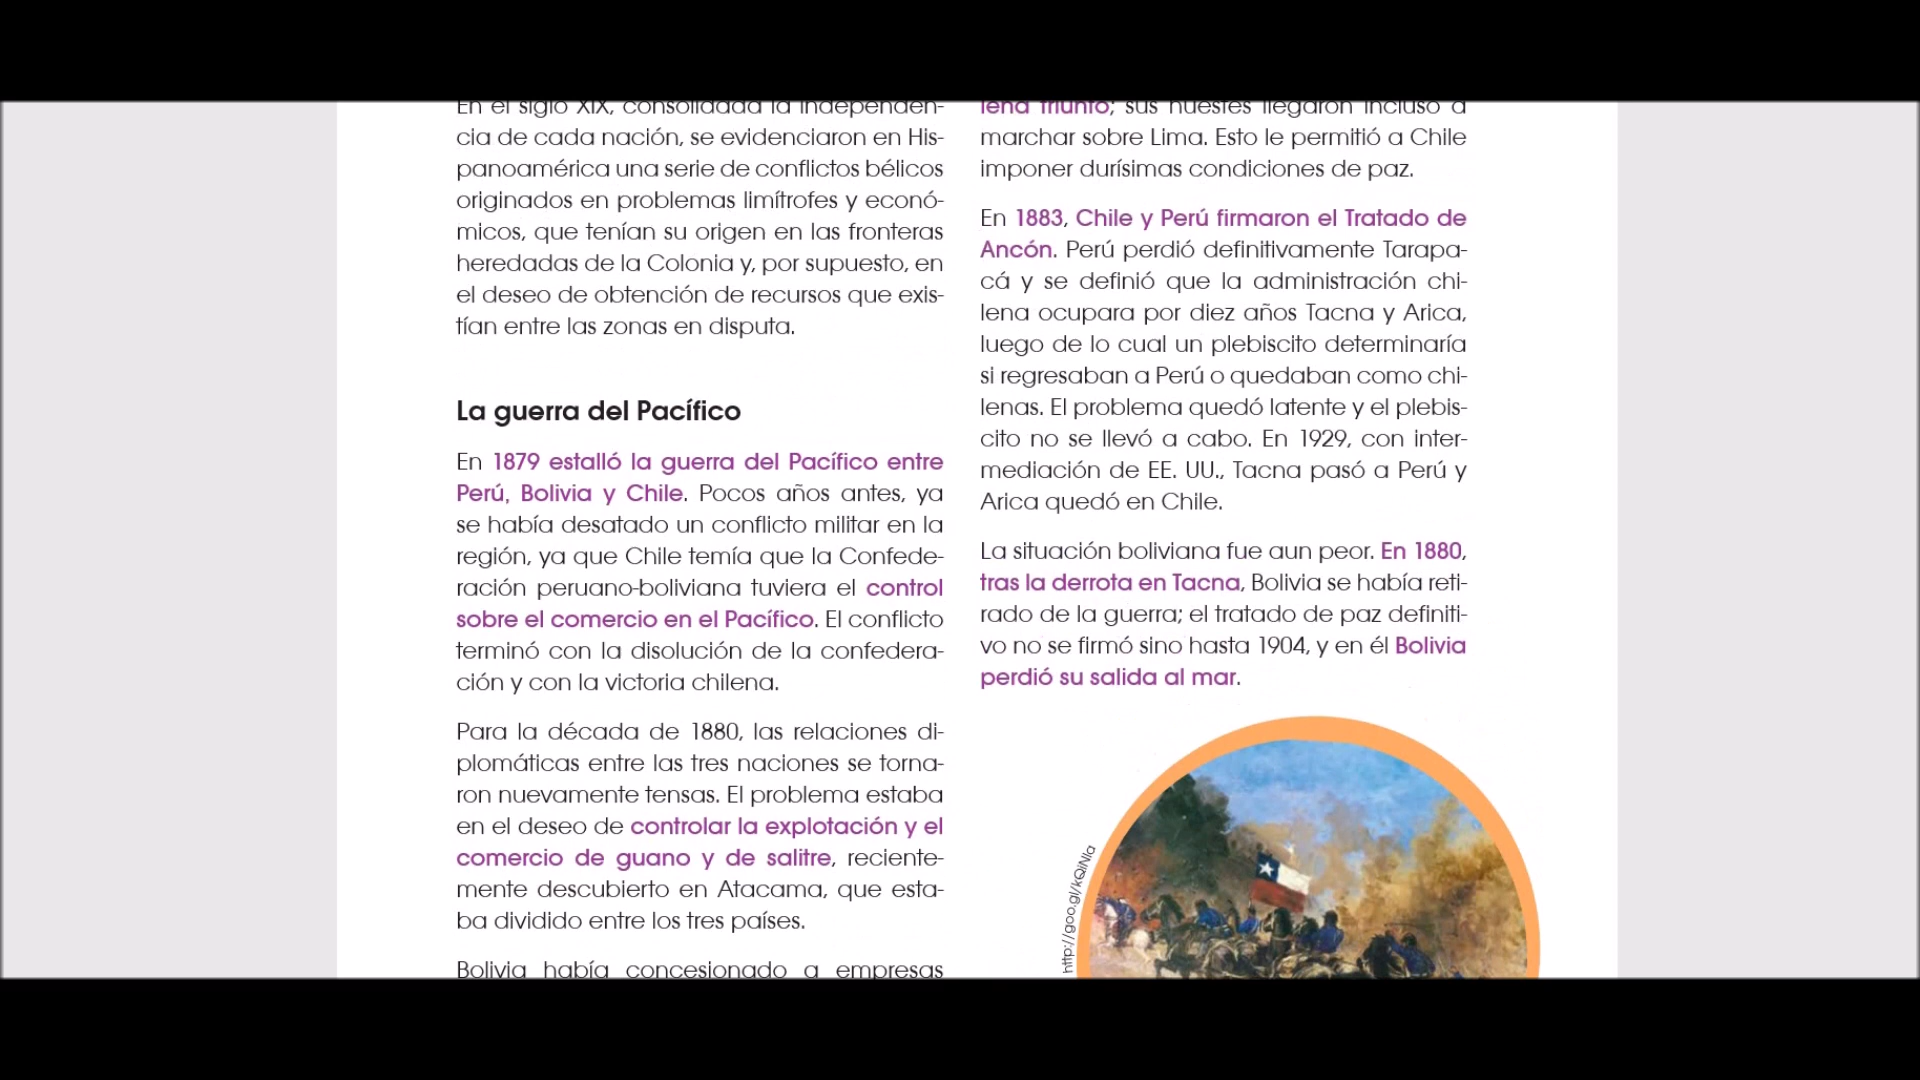 En el siglo XIX, consolidada la independen-
cia de cada nación, se evidenciaron en His-
panoamérica una serie de conflictos bélicos
originados en problemas limítrofes y econó-
micos, que tenían su origen en las fronteras
heredadas de la Colonia y, por supuesto, en
el deseo de obtención de recursos que exis-
tían entre las zonas en disputa.
La guerra del Pacífico
En 1879 estalló la guerra del Pacífico entre
Perú, Bolivia y Chile. Pocos años antes, ya
se había desatado un conflicto militar en la
región, ya que Chile temía que la Confede-
ración peruano-boliviana tuviera el control
sobre el comercio en el Pacífico. El conflicto
terminó con la disolución de la confedera-
ción y con la victoria chilena.
Para la década de 1880, las relaciones di-
plomáticas entre las tres naciones se torna-
ron nuevamente tensas. El problema estaba
en el deseo de controlar la explotación y el
comercio de guano y de salitre, reciente-
mente descubierto en Atacama, que esta-
ba dividido entre los tres países.
Bolivia había concesionado a empresas
lena triunfó; sus huestes llegaron incluso a
marchar sobre Lima. Esto le permitió a Chile
imponer durísimas condiciones de paz.
En 1883, Chile y Perú firmaron el Tratado de
Ancón. Perú perdió definitivamente Tarapa-
cá y se definió que la administración chi-
lena ocupara por diez años Tacna y Arica,
luego de lo cual un plebiscito determinaría
si regresaban a Perú o quedaban como chi-
lenas. El problema quedó latente y el plebis-
cito no se llevó a cabo. En 1929, con inter-
mediación de EE. UU., Tacna pasó a Perú y
Arica quedó en Chile.
La situación boliviana fue aun peor. En 1880,
tras la derrota en Tacna, Bolivia se había reti-
rado de la guerra; el tratado de paz definiti-
vo no se firmó sino hasta 1904, y en él Bolivia
perdió su salida al mar.
http://goo.gl/kQiNla